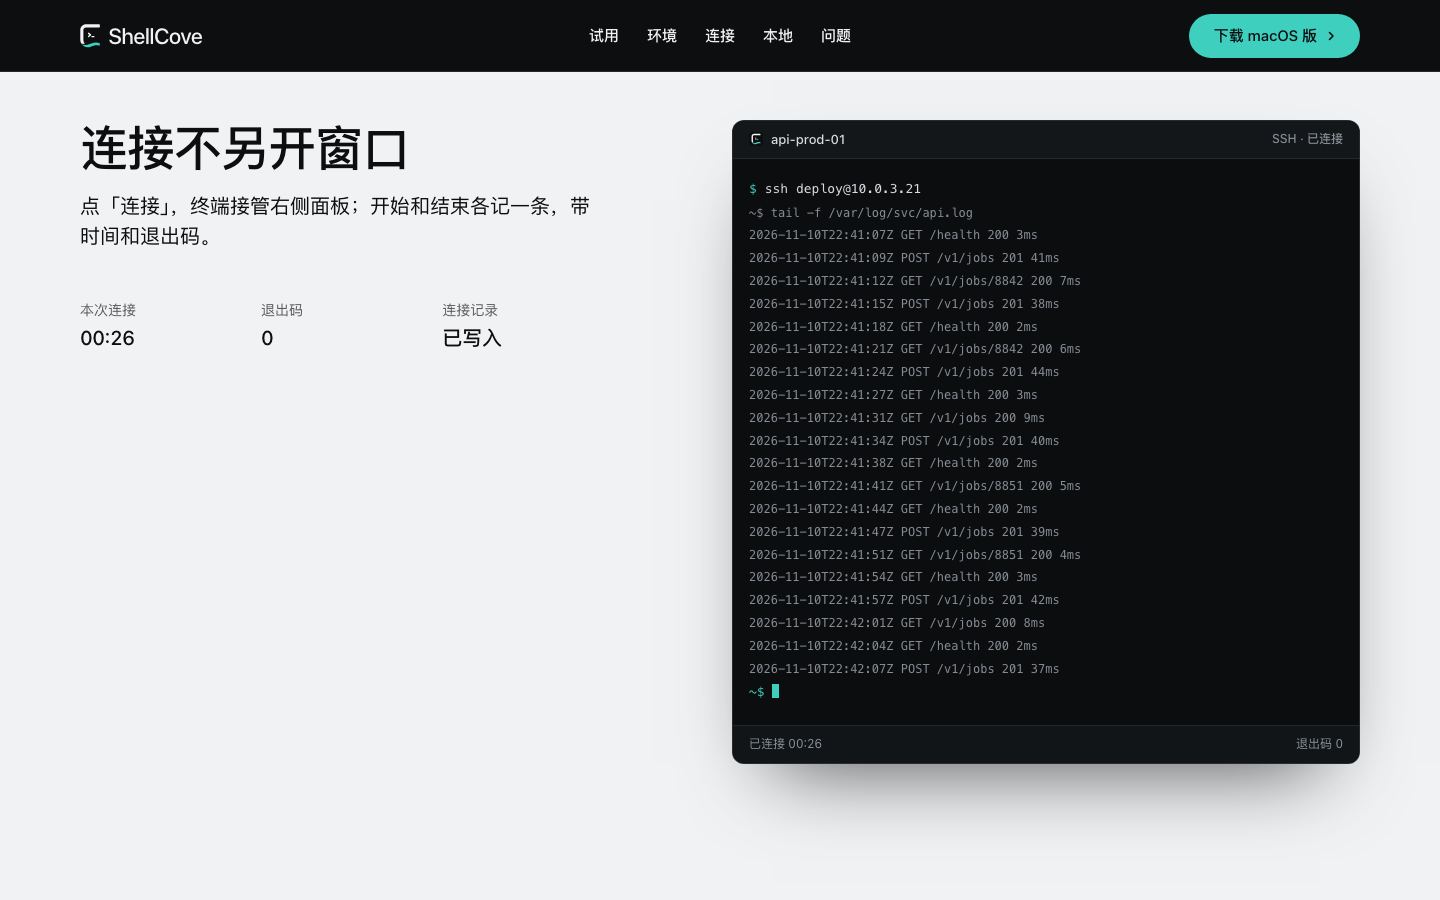 ShellCove
试用
环境
连接
本地
问题
下载 macOS 版
连接不另开窗口
点「连接」，终端接管右侧面板；开始和结束各记一条，带
时间和退出码。
本次连接
00:26
退出码
0
连接记录
已写入
api-prod-01
SSH · 已连接
$ ssh deploy@10.0.3.21
~$ tail -f /var/log/svc/api.log
2026-11-10T22:41:07Z GET /health 200 3ms
2026-11-10T22:41:09Z POST /v1/jobs 201 41ms
2026-11-10T22:41:12Z GET /v1/jobs/8842 200 7ms
2026-11-10T22:41:15Z POST /v1/jobs 201 38ms
2026-11-10T22:41:18Z GET /health 200 2ms
2026-11-10T22:41:21Z GET /v1/jobs/8842 200 6ms
2026-11-10T22:41:24Z POST /v1/jobs 201 44ms
2026-11-10T22:41:27Z GET /health 200 3ms
2026-11-10T22:41:31Z GET /v1/jobs 200 9ms
2026-11-10T22:41:34Z POST /v1/jobs 201 40ms
2026-11-10T22:41:38Z GET /health 200 2ms
2026-11-10T22:41:41Z GET /v1/jobs/8851 200 5ms
2026-11-10T22:41:44Z GET /health 200 2ms
2026-11-10T22:41:47Z POST /v1/jobs 201 39ms
2026-11-10T22:41:51Z GET /v1/jobs/8851 200 4ms
2026-11-10T22:41:54Z GET /health 200 3ms
2026-11-10T22:41:57Z POST /v1/jobs 201 42ms
2026-11-10T22:42:01Z GET /v1/jobs 200 8ms
2026-11-10T22:42:04Z GET /health 200 2ms
2026-11-10T22:42:07Z POST /v1/jobs 201 37ms
~$
已连接 00:26
退出码 0